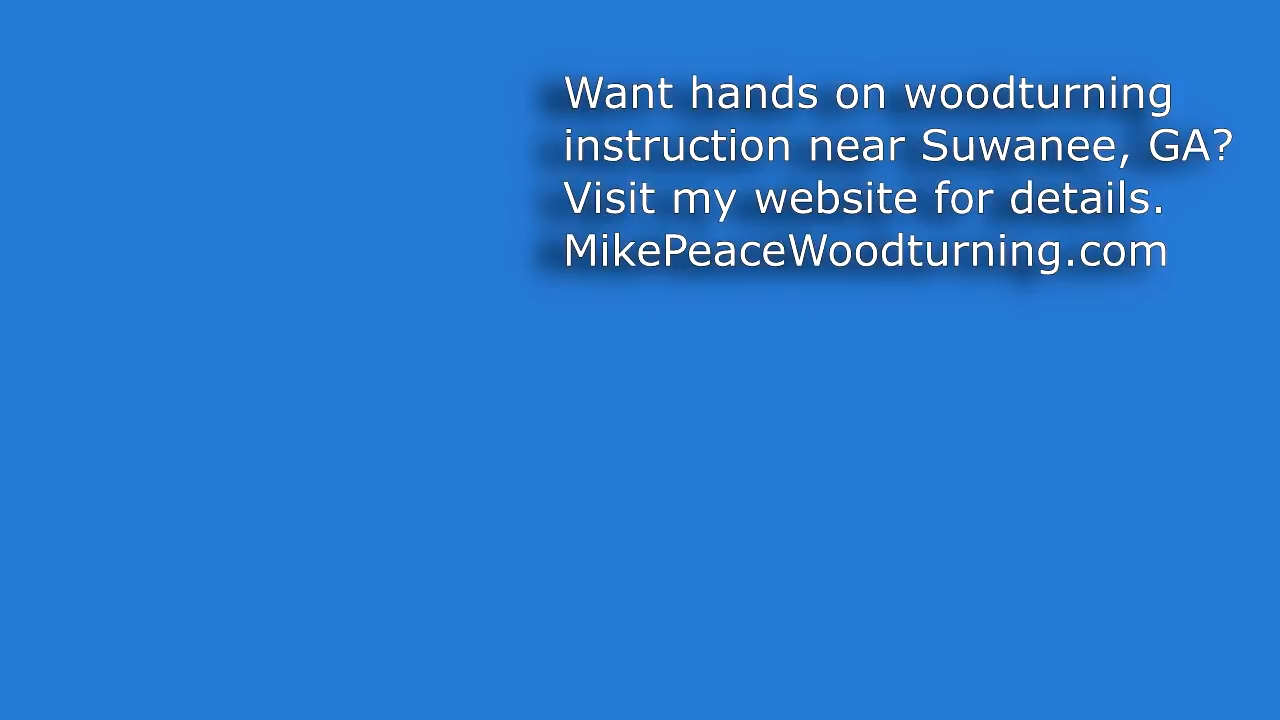 Want hands on woodturning
instruction near Suwanee, GA?
Visit my website for details.
MikePeaceWoodturning.com